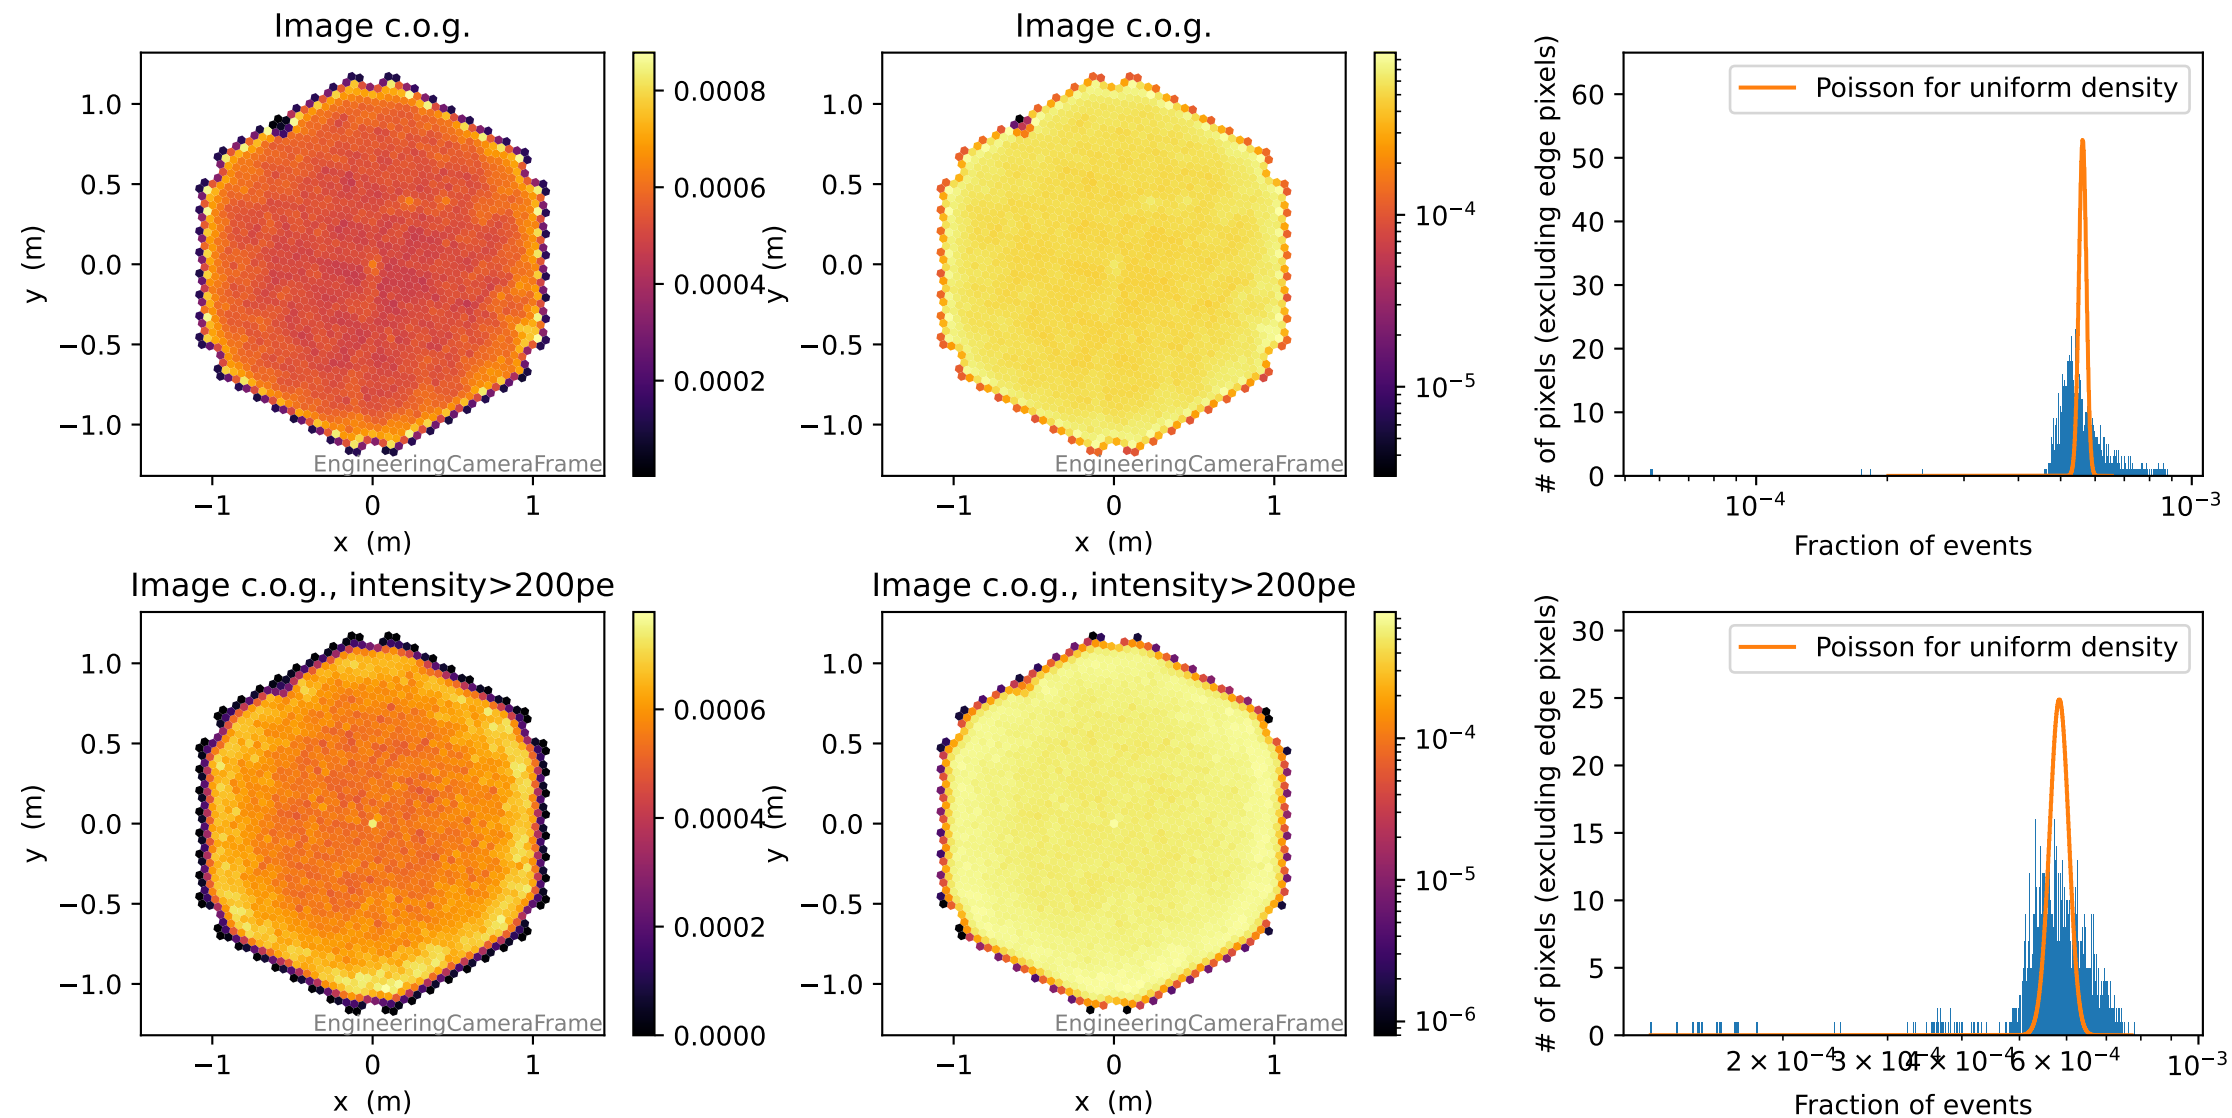 Image c.o.g.
1.0
0.5
0.0
−0.5
−1.0
y (m)
−1
0
1
x (m)
EngineeringCameraFrame
0.0008
0.0006
0.0004
0.0002
Image c.o.g.
1.0
0.5
0.0
−0.5
−1.0
y (m)
−1
0
1
x (m)
EngineeringCameraFrame
10⁻⁴
10⁻⁵
# of pixels (excluding edge pixels)
60
50
40
30
20
10
0
Poisson for uniform density
10⁻⁴
10⁻³
Fraction of events
Image c.o.g., intensity>200pe
1.0
0.5
0.0
−0.5
−1.0
y (m)
−1
0
1
x (m)
EngineeringCameraFrame
0.0006
0.0004
0.0002
0.0000
Image c.o.g., intensity>200pe
1.0
0.5
0.0
−0.5
−1.0
y (m)
−1
0
1
x (m)
EngineeringCameraFrame
10⁻⁴
10⁻⁵
10⁻⁶
# of pixels (excluding edge pixels)
30
25
20
15
10
5
0
Poisson for uniform density
2 × 10⁻⁴
3 × 10⁻⁴
4 × 10⁻⁴
6 × 10⁻⁴
10⁻³
Fraction of events